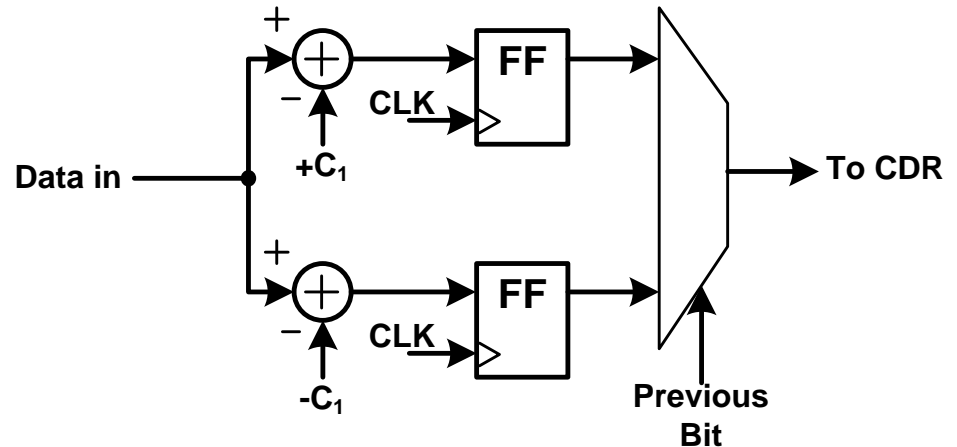 +
FF
CLK
−
+C₁
Data in
To CDR
+
FF
−
CLK
-C₁
Previous
Bit